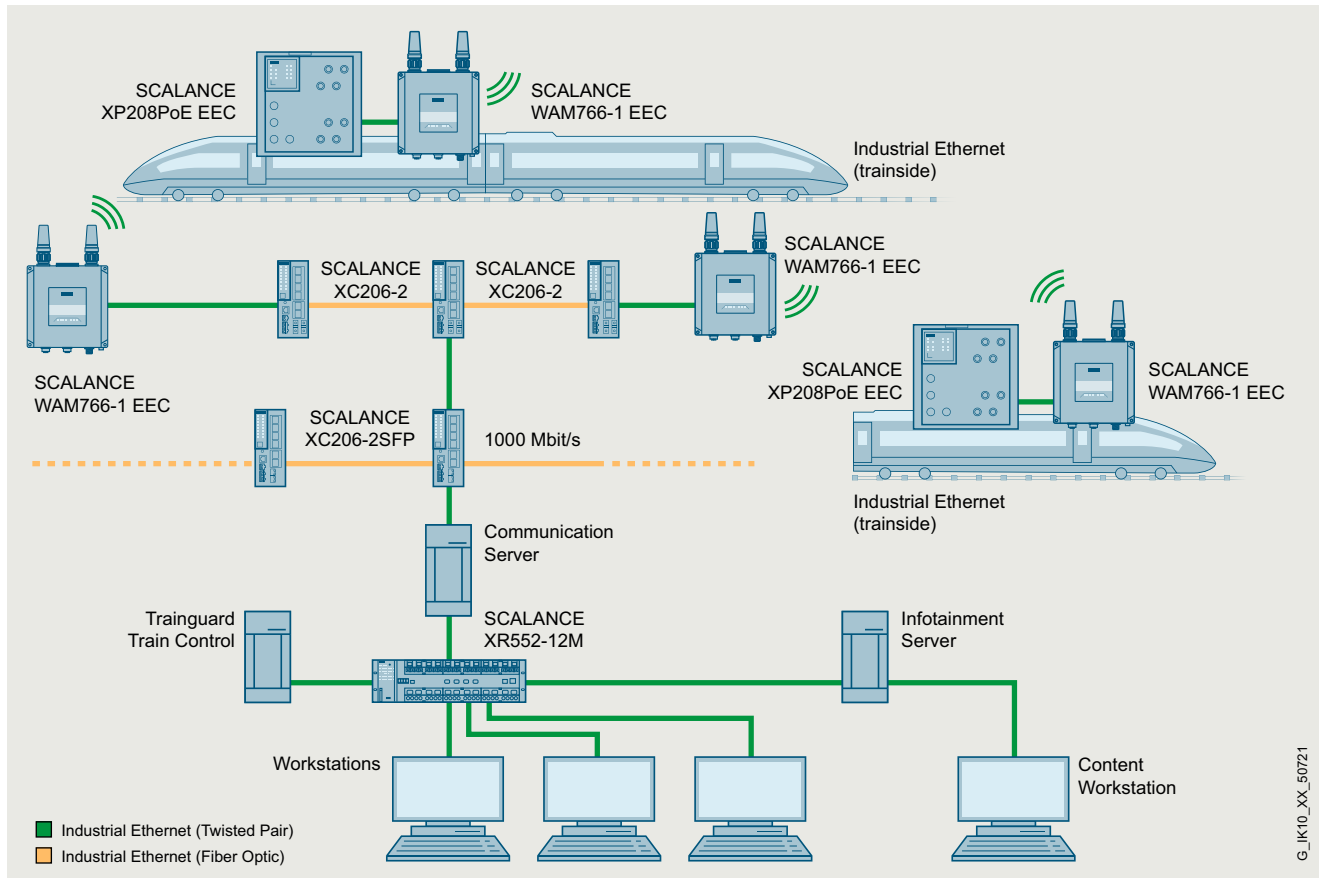 SCALANCE
XP208PoE EEC
SCALANCE
WAM766-1 EEC
Industrial Ethernet
(trainside)
SCALANCE
XC206-2
SCALANCE
XC206-2
SCALANCE
WAM766-1 EEC
SCALANCE
WAM766-1 EEC
SCALANCE
XP208PoE EEC
SCALANCE
WAM766-1 EEC
SCALANCE
XC206-2SFP
1000 Mbit/s
Industrial Ethernet
(trainside)
Communication
Server
Trainguard
Train Control
SCALANCE
XR552-12M
Infotainment
Server
Workstations
Content
Workstation
Industrial Ethernet (Twisted Pair)
Industrial Ethernet (Fiber Optic)
G_IK10_XX_50721